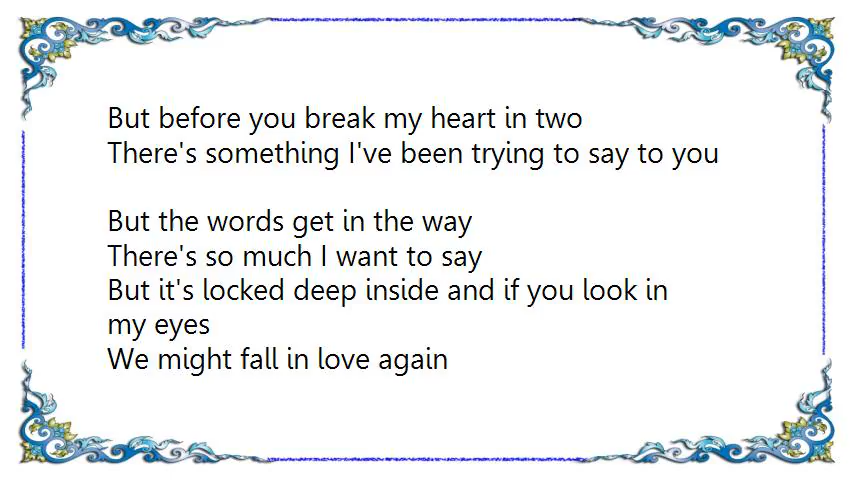 But before you break my heart in two
There's something I've been trying to say to you
But the words get in the way
There's so much I want to say
But it's locked deep inside and if you look in
my eyes
We might fall in love again